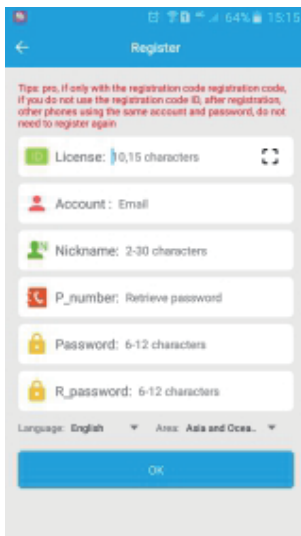 64% 15:15
Register
Tips: pro, if only with the registration code registration code,
if you do not use the registration code ID, after registration,
other phones using the same account and password, do not
need to register again
ID License: 10,15 characters
Account : Email
N Nickname: 2-30 characters
P_number: Retrieve password
Password: 6-12 characters
R_password: 6-12 characters
Language: English Area: Asia and Ocea..
OK